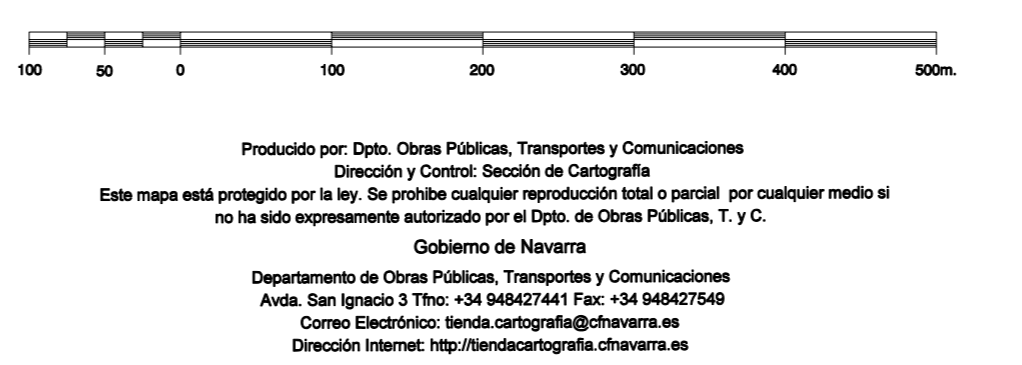 100 50 0 100 200 300 400 500m.
Producido por: Dpto. Obras Públicas, Transportes y Comunicaciones
Dirección y Control: Sección de Cartografía
Este mapa está protegido por la ley. Se prohibe cualquier reproducción total o parcial por cualquier medio si
no ha sido expresamente autorizado por el Dpto. de Obras Públicas, T. y C.
Gobierno de Navarra
Departamento de Obras Públicas, Transportes y Comunicaciones
Avda. San Ignacio 3 Tfno: +34 948427441 Fax: +34 948427549
Correo Electrónico: tienda.cartografia@cfnavarra.es
Dirección Internet: http://tiendacartografia.cfnavarra.es